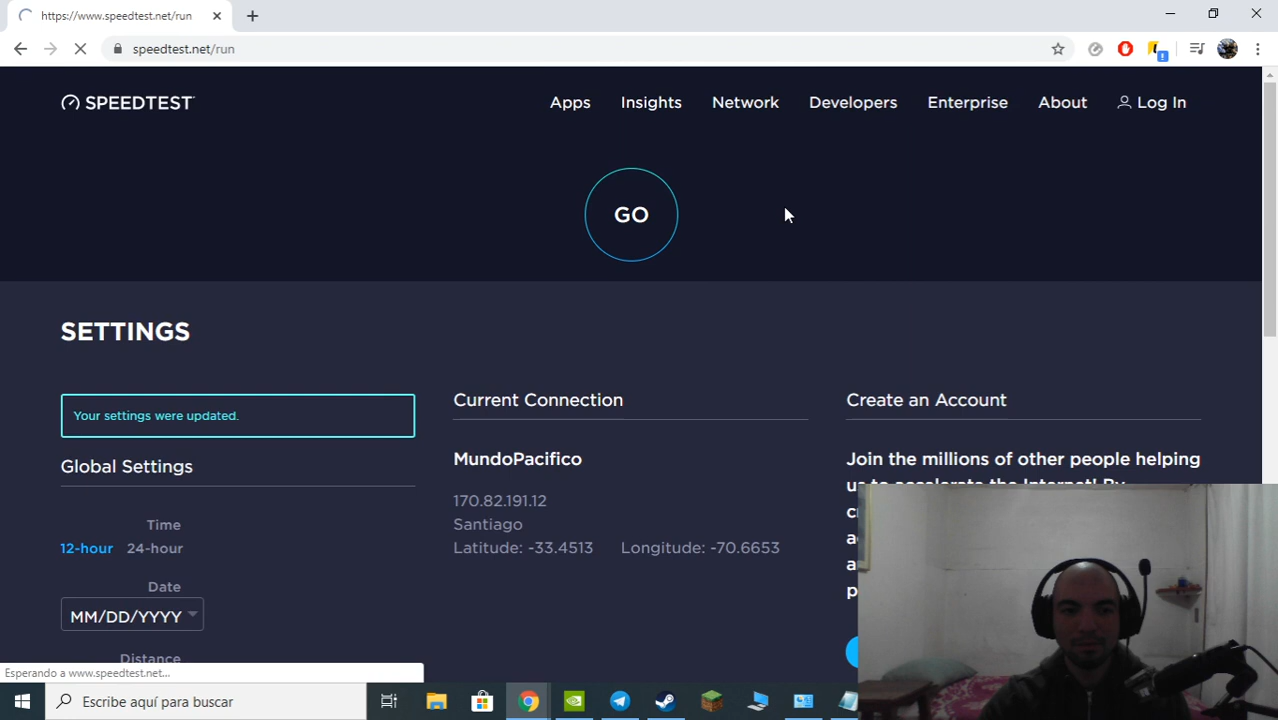 https://www.speedtest.net/run
speedtest.net/run
SPEEDTEST
Apps Insights Network Developers Enterprise About Log In
GO
SETTINGS
Your settings were updated.
Global Settings
Time
12-hour 24-hour
Date
MM/DD/YYYY
Distance
Current Connection
MundoPacifico
170.82.191.12
Santiago
Latitude: -33.4513 Longitude: -70.6653
Create an Account
Join the millions of other people helping
Esperando a www.speedtest.net...
Escribe aquí para buscar